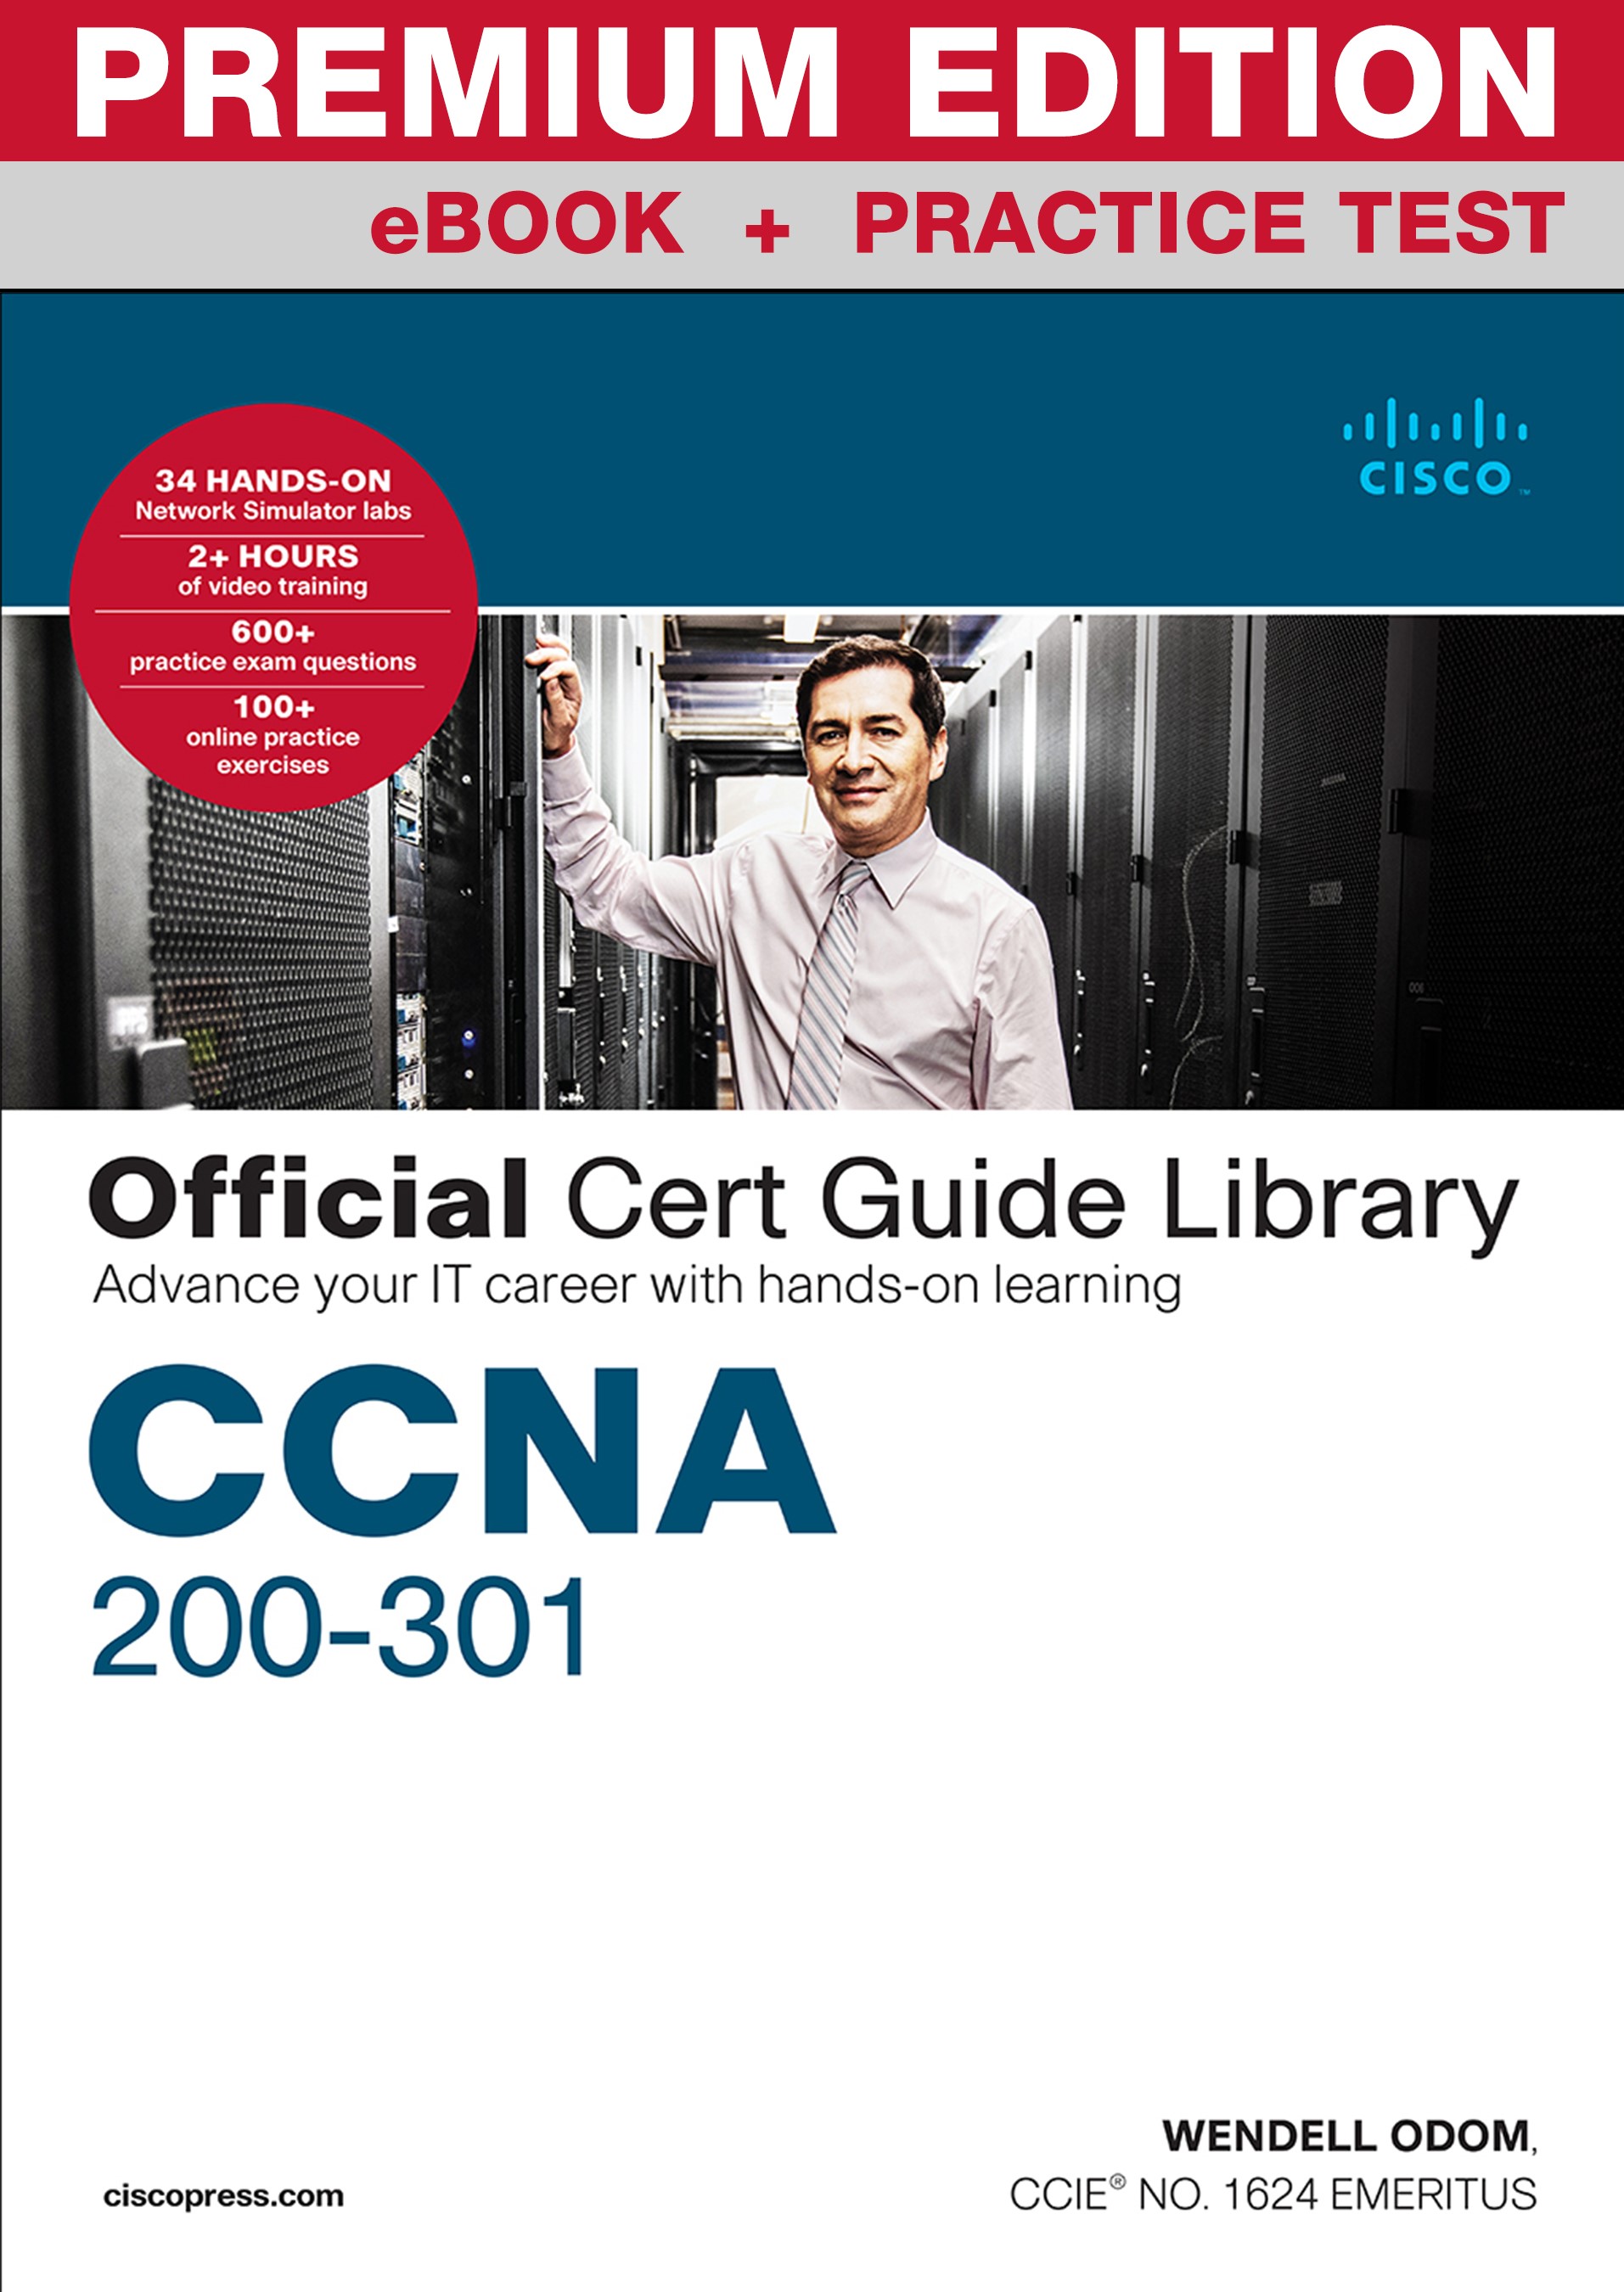 PREMIUM EDITION
eBOOK + PRACTICE TEST
CISCO™
34 HANDS-ON
Network Simulator labs
2+ HOURS
of video training
600+
practice exam questions
100+
online practice
exercises
Official Cert Guide Library
Advance your IT career with hands-on learning
CCNA
200-301
WENDELL ODOM,
CCIE® NO. 1624 EMERITUS
ciscopress.com